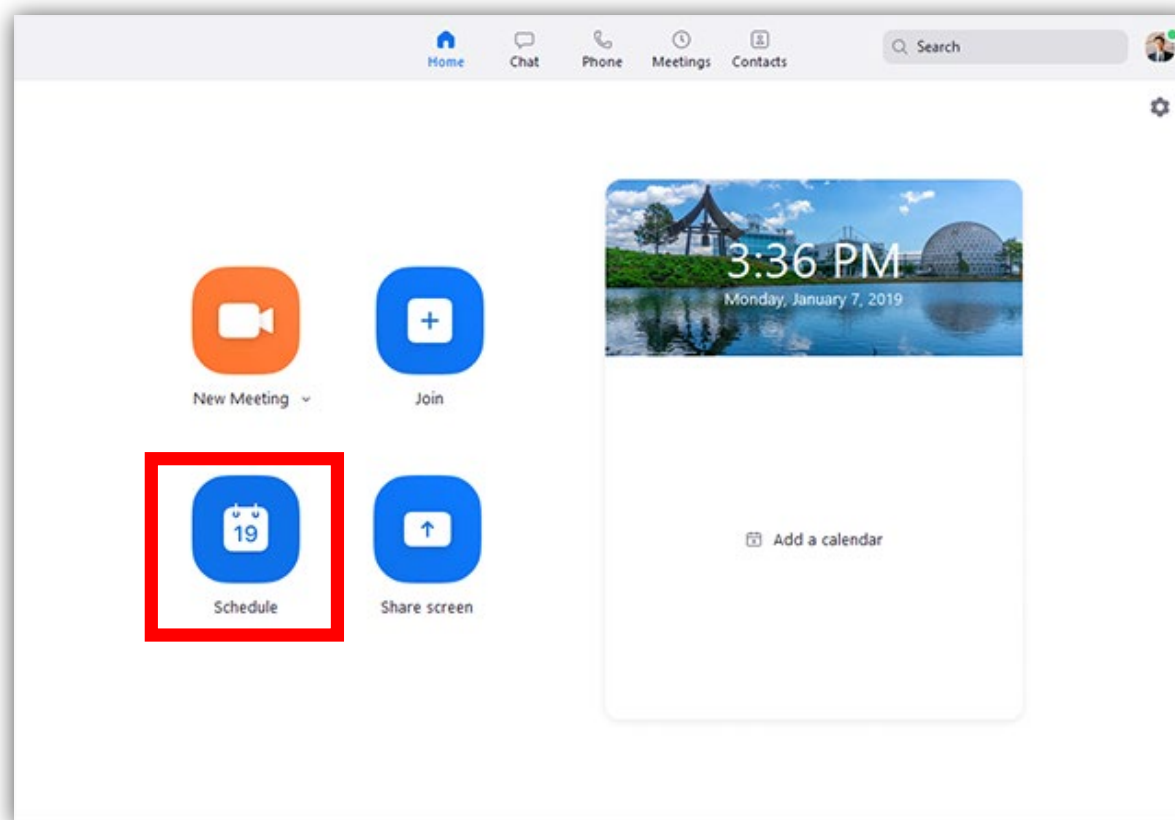 Home
Chat
Phone
Meetings
Contacts
Search
3:36 PM
Monday, January 7, 2019
New Meeting
Join
19
Schedule
Share screen
Add a calendar